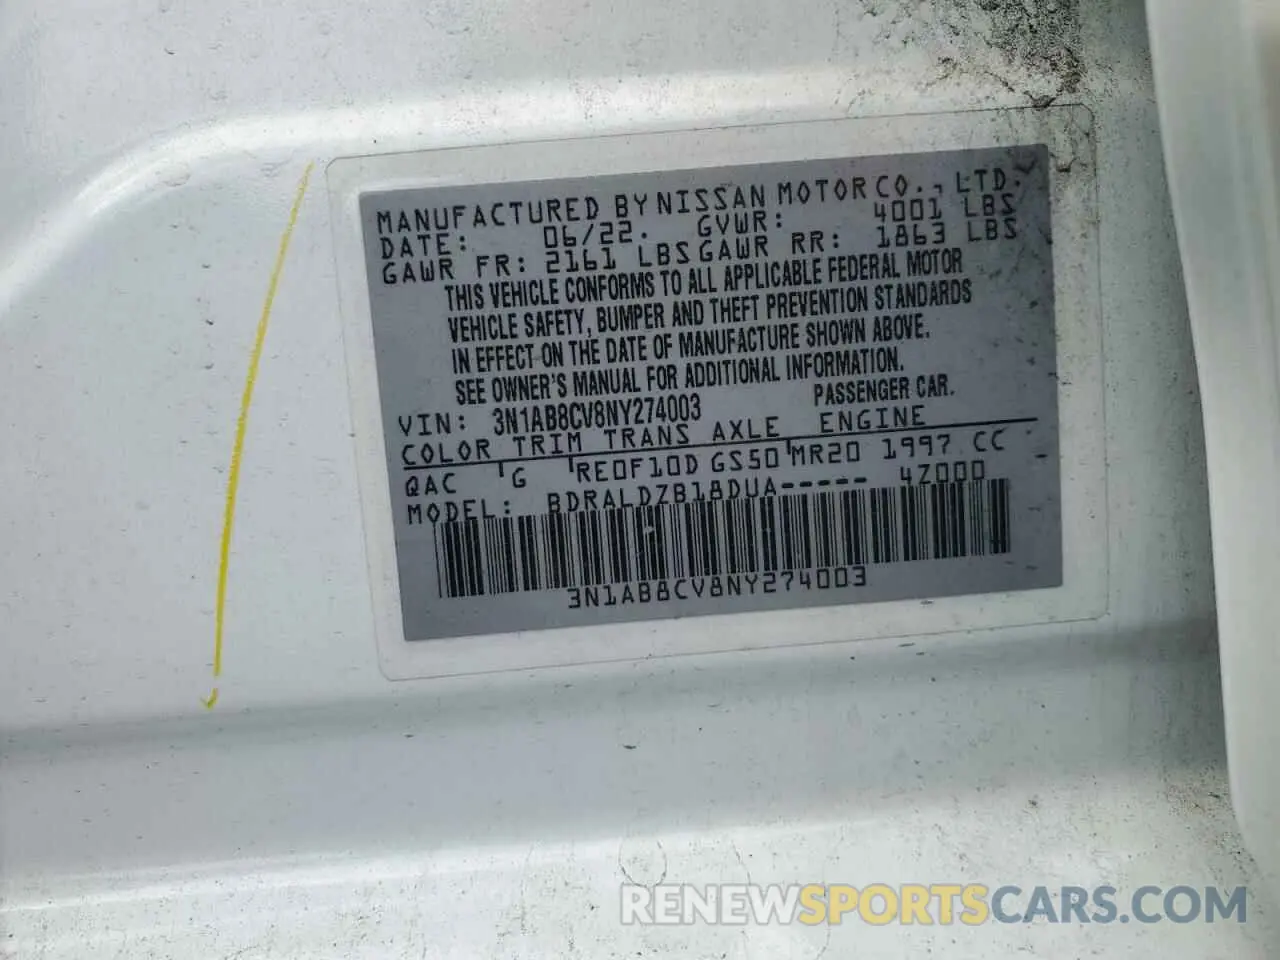 MANUFACTURED BY NISSAN MOTOR CO., LTD.
DATE: 06/22. GVWR: 4001 LBS
GAWR FR: 2161 LBS GAWR RR: 1863 LBS
THIS VEHICLE CONFORMS TO ALL APPLICABLE FEDERAL MOTOR
VEHICLE SAFETY, BUMPER AND THEFT PREVENTION STANDARDS
IN EFFECT ON THE DATE OF MANUFACTURE SHOWN ABOVE.
SEE OWNER'S MANUAL FOR ADDITIONAL INFORMATION.
VIN: 3N1AB8CV8NY274003 PASSENGER CAR.
COLOR TRIM TRANS AXLE ENGINE
QAC G RE0F10D GS50 MR20 1997 CC
MODEL: BDRALDZB18DUA----- 4Z000
3N1AB8CV8NY274003
RENEWSPORTSCARS.COM